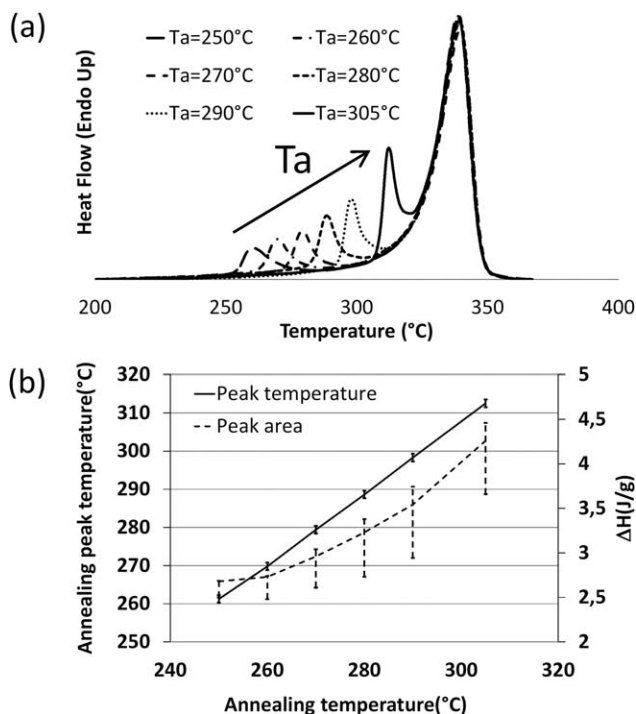 (a)
Ta=250°C Ta=260°C
Ta=270°C Ta=280°C
Ta=290°C Ta=305°C
Ta
Heat Flow (Endo Up)
200 250 300 350 400
Temperature (°C)
(b)
Peak temperature
Peak area
Annealing peak temperature(°C)
320
310
300
290
280
270
260
250
5
4,5
4
3,5
3
2,5
2
ΔH(J/g)
240 260 280 300 320
Annealing temperature(°C)